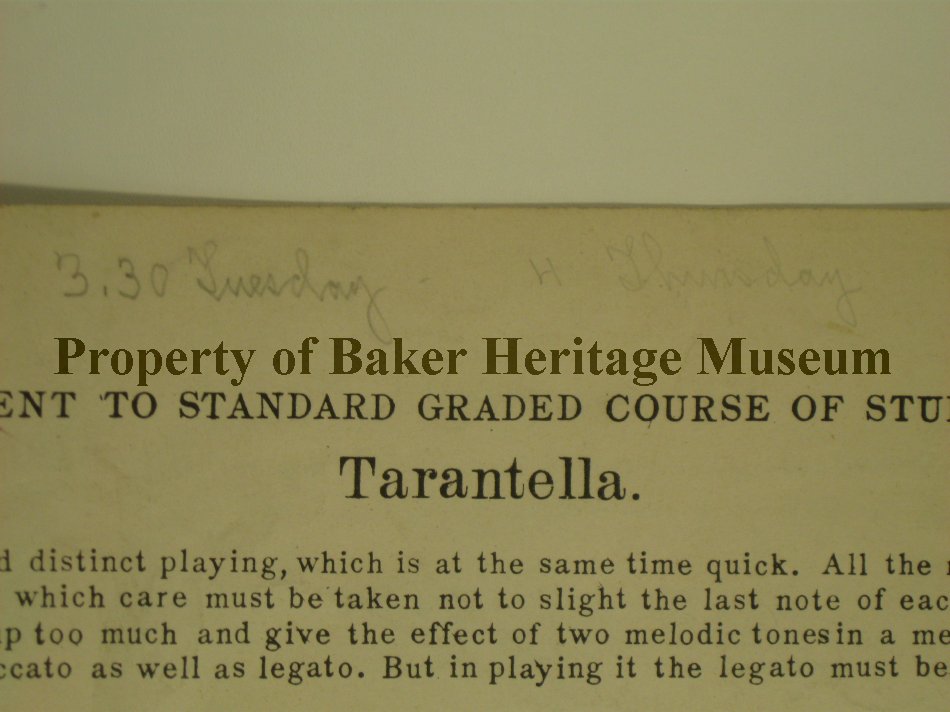 3.30 Tuesday - 4 Thursday
Property of Baker Heritage Museum
ENT TO STANDARD GRADED COURSE OF STU
Tarantella.
d distinct playing, which is at the same time quick. All the
which care must be taken not to slight the last note of eac
p too much and give the effect of two melodic tones in a me
ccato as well as legato. But in playing it the legato must be